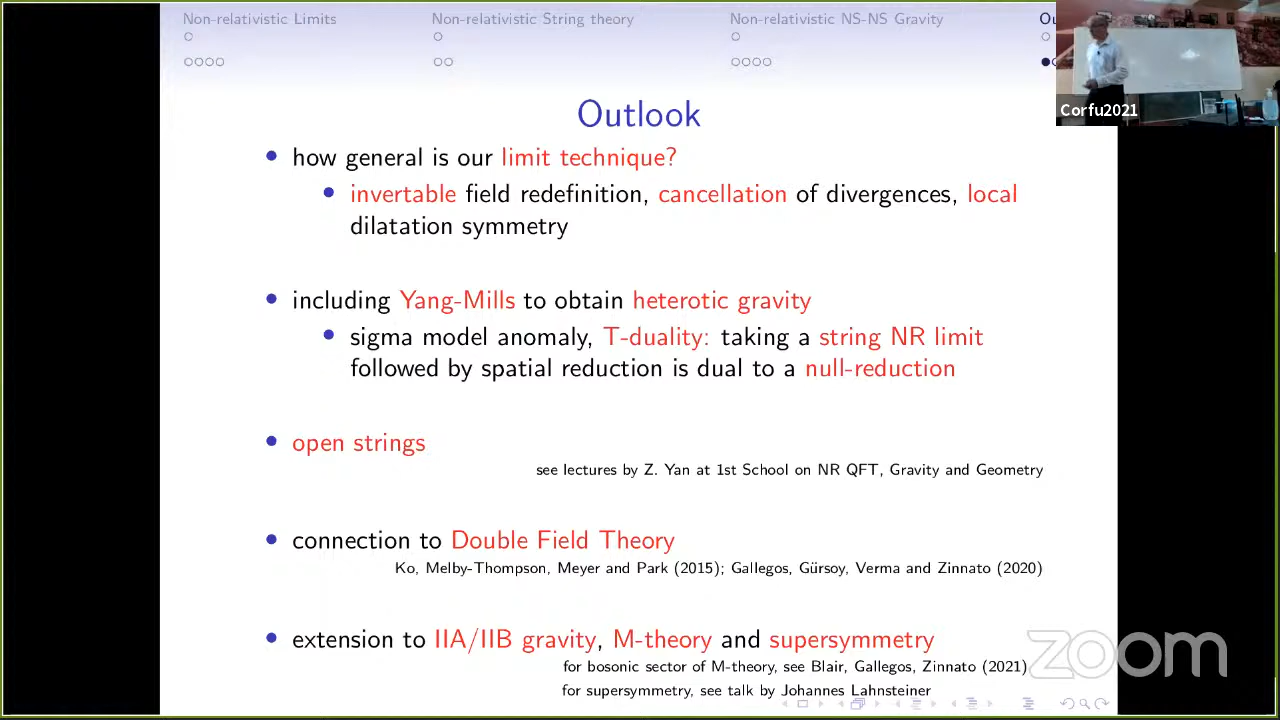 Non-relativistic Limits Non-relativistic String theory Non-relativistic NS-NS Gravity Ou
Corfu2021
Outlook
how general is our limit technique?
invertable field redefinition, cancellation of divergences, local
dilatation symmetry
including Yang-Mills to obtain heterotic gravity
sigma model anomaly, T-duality: taking a string NR limit
followed by spatial reduction is dual to a null-reduction
open strings
see lectures by Z. Yan at 1st School on NR QFT, Gravity and Geometry
connection to Double Field Theory
Ko, Melby-Thompson, Meyer and Park (2015); Gallegos, Gürsoy, Verma and Zinnato (2020)
extension to IIA/IIB gravity, M-theory and supersymmetry
for bosonic sector of M-theory, see Blair, Gallegos, Zinnato (2021)
for supersymmetry, see talk by Johannes Lahnsteiner
zoom